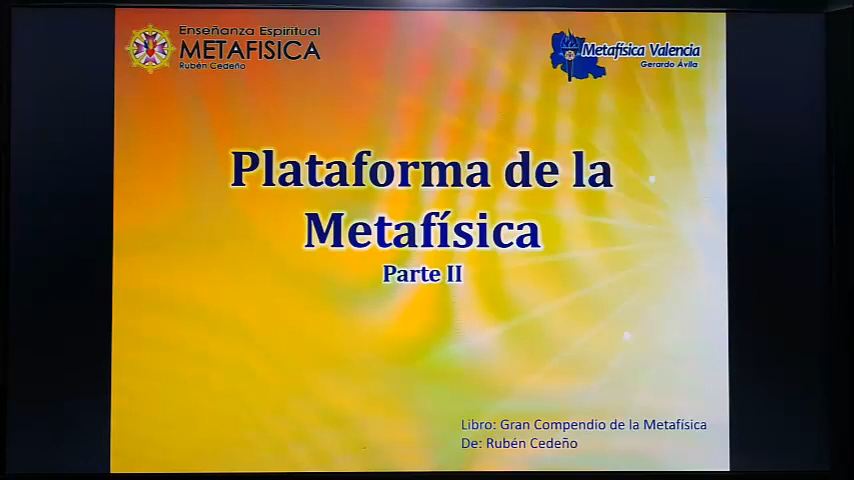 Enseñanza Espiritual
METAFISICA
Rubén Cedeño
Metafísica Valencia
Gerardo Ávila
Plataforma de la
Metafísica
Parte II
Libro: Gran Compendio de la Metafísica
De: Rubén Cedeño